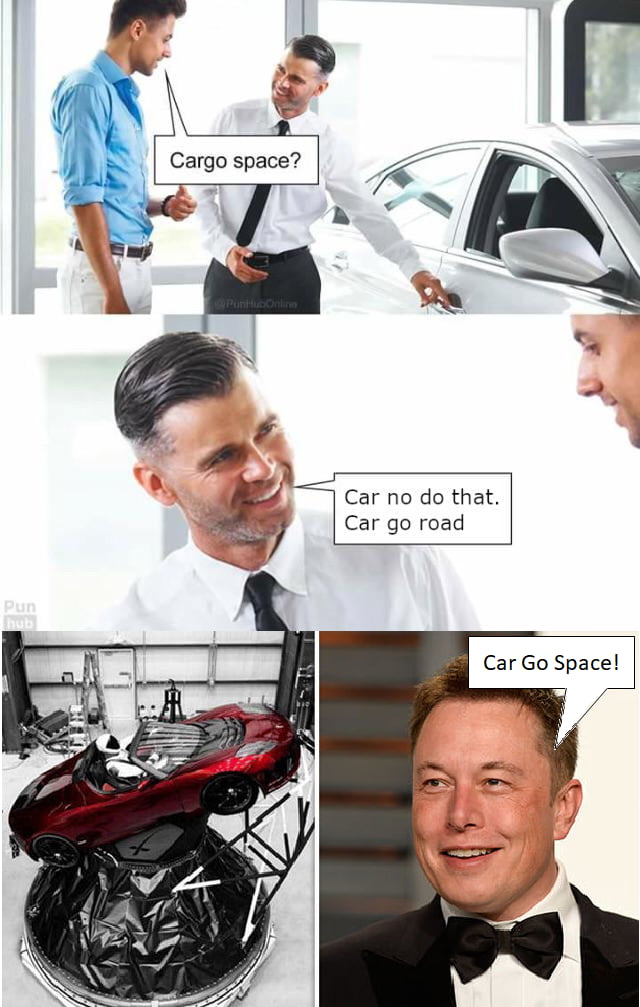 Cargo space?
@PunHubOnline
Car no do that.
Car go road
Pun
hub
Car Go Space!